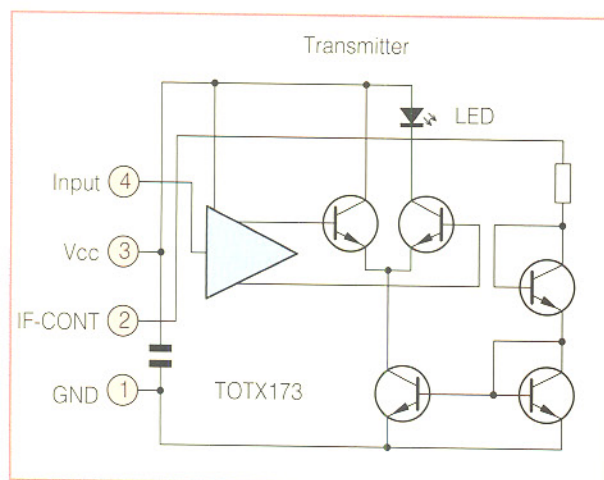 Transmitter
LED
Input 4
Vcc 3
IF-CONT 2
GND 1
TOTX173